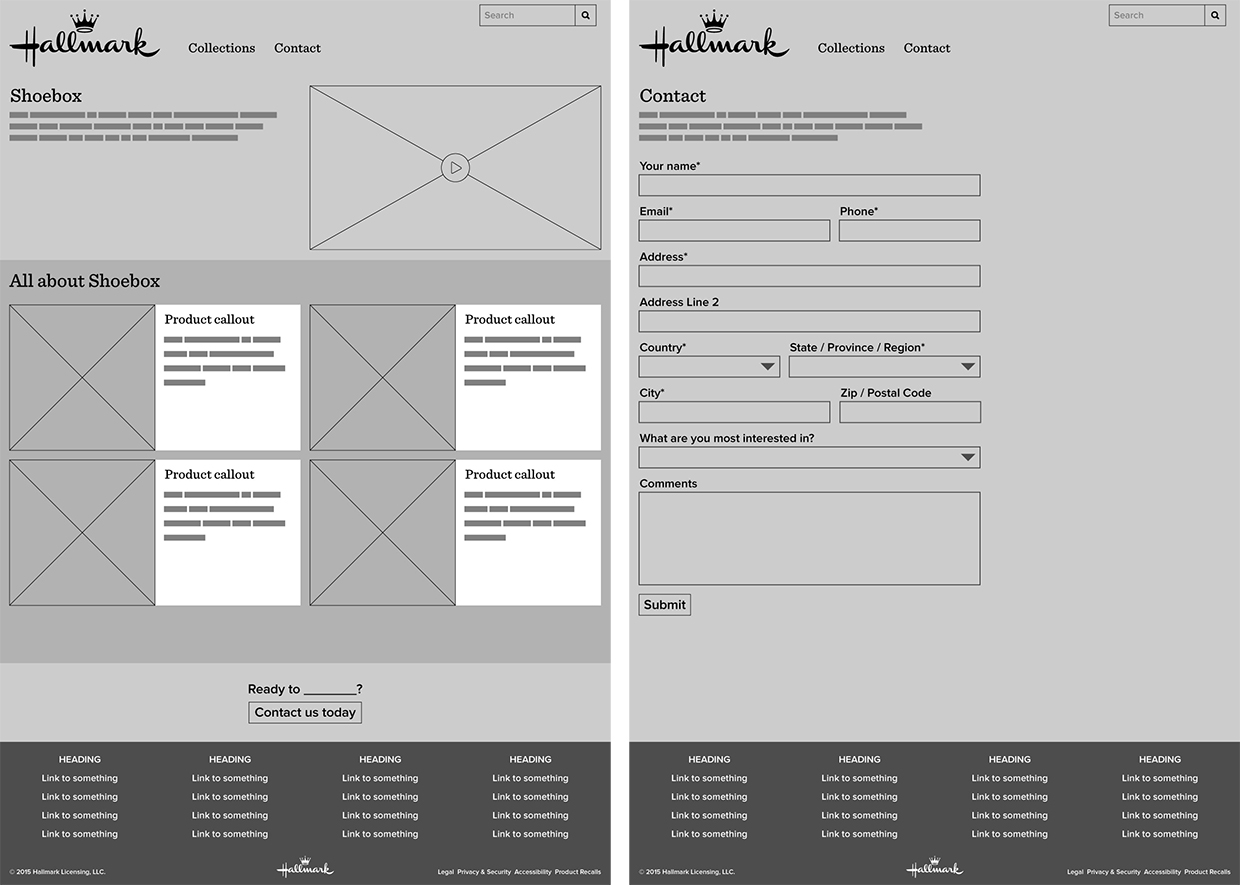 Hallmark
Collections Contact
Search
Shoebox
All about Shoebox
Product callout
Product callout
Product callout
Product callout
Ready to ________?
Contact us today
HEADING HEADING HEADING HEADING
Link to something Link to something Link to something Link to something
Link to something Link to something Link to something Link to something
Link to something Link to something Link to something Link to something
Link to something Link to something Link to something Link to something
© 2015 Hallmark Licensing, LLC. Hallmark Legal Privacy & Security Accessibility Product Recalls
Hallmark
Collections Contact
Search
Contact
Your name*
Email* Phone*
Address*
Address Line 2
Country* State / Province / Region*
City* Zip / Postal Code
What are you most interested in?
Comments
Submit
HEADING HEADING HEADING HEADING
Link to something Link to something Link to something Link to something
Link to something Link to something Link to something Link to something
Link to something Link to something Link to something Link to something
Link to something Link to something Link to something Link to something
© 2015 Hallmark Licensing, LLC. Hallmark Legal Privacy & Security Accessibility Product Recalls